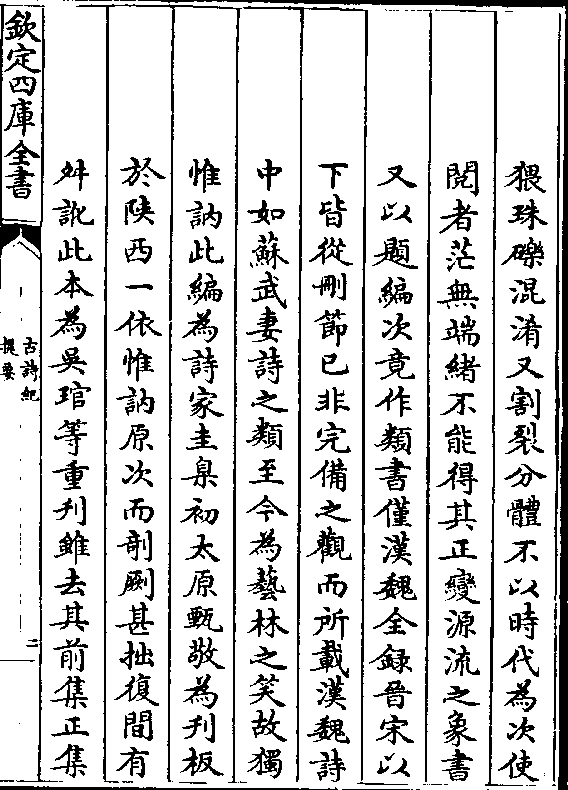 猥珠礫混淆又割裂分體不以時代為次使
閱者茫無端緒不能得其正變源流之象書
又以題編次竟作類書僅漢魏全録晉宋以
下皆從刪節已非完備之觀而所載漢魏詩
中如蘇武妻詩之類至今為藝林之笑故獨
惟訥此編為詩家圭臬初太原甄敬為刋板
於陜西一依惟訥原次而剞劂甚拙復間有
舛訛此本為吳琯等重刋雖去其前集正集
欽定四庫全書
古詩紀
提要
二